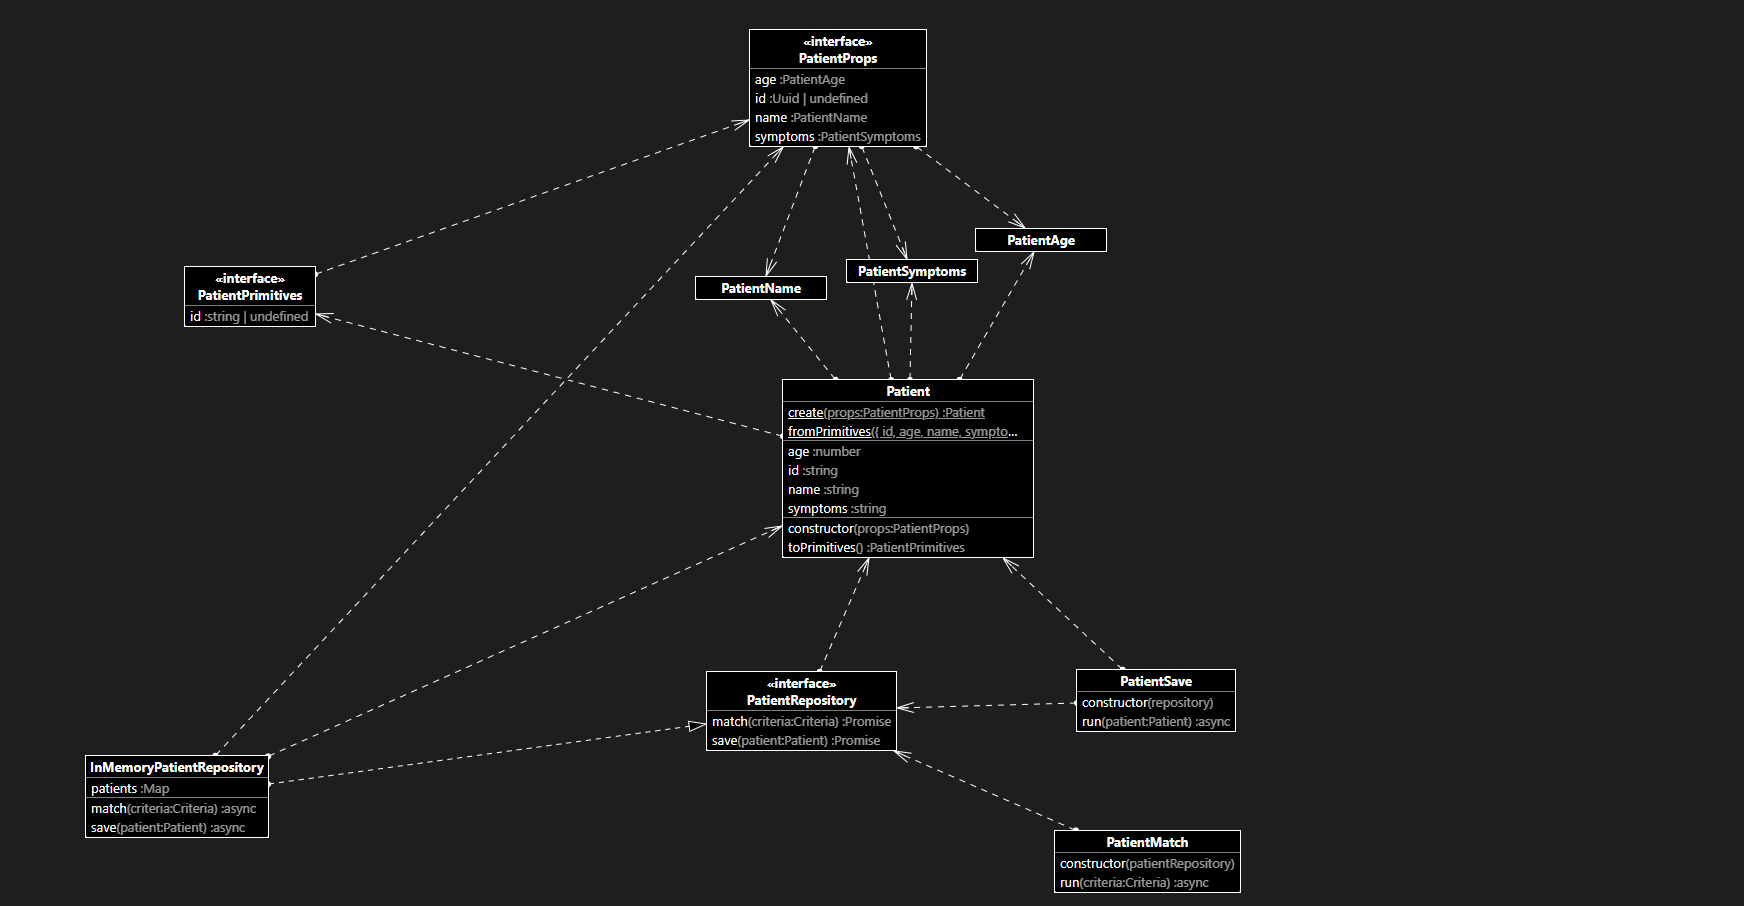 «interface»
PatientProps
age :PatientAge
id :Uuid | undefined
name :PatientName
symptoms :PatientSymptoms
PatientAge
PatientSymptoms
PatientName
«interface»
PatientPrimitives
id :string | undefined
Patient
create(props:PatientProps) :Patient
fromPrimitives({ id, age, name, sympto...
age :number
id :string
name :string
symptoms :string
constructor(props:PatientProps)
toPrimitives() :PatientPrimitives
«interface»
PatientRepository
match(criteria:Criteria) :Promise
save(patient:Patient) :Promise
PatientSave
constructor(repository)
run(patient:Patient) :async
InMemoryPatientRepository
patients :Map
match(criteria:Criteria) :async
save(patient:Patient) :async
PatientMatch
constructor(patientRepository)
run(criteria:Criteria) :async